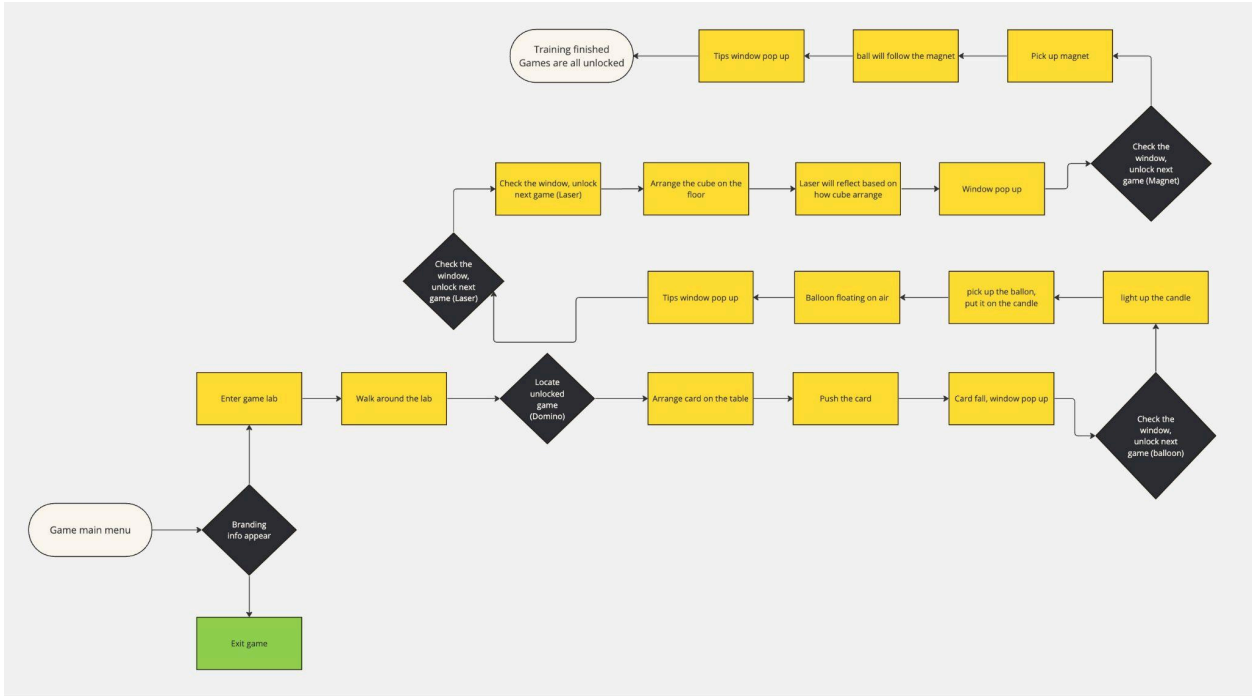 Training finished
Games are all unlocked
Tips window pop up
ball will follow the magnet
Pick up magnet
Check the
window,
unlock next
game (Magnet)
Check the window, unlock
next game (Laser)
Arrange the cube on the
floor
Laser will reflect based on
how cube arrange
Window pop up
Check the
window,
unlock next
game (Laser)
Tips window pop up
Balloon floating on air
pick up the ballon,
put it on the candle
light up the candle
Enter game lab
Walk around the lab
Locate
unlocked
game
(Domino)
Arrange card on the table
Push the card
Card fall, window pop up
Check the
window,
unlock next
game (balloon)
Game main menu
Branding
info appear
Exit game